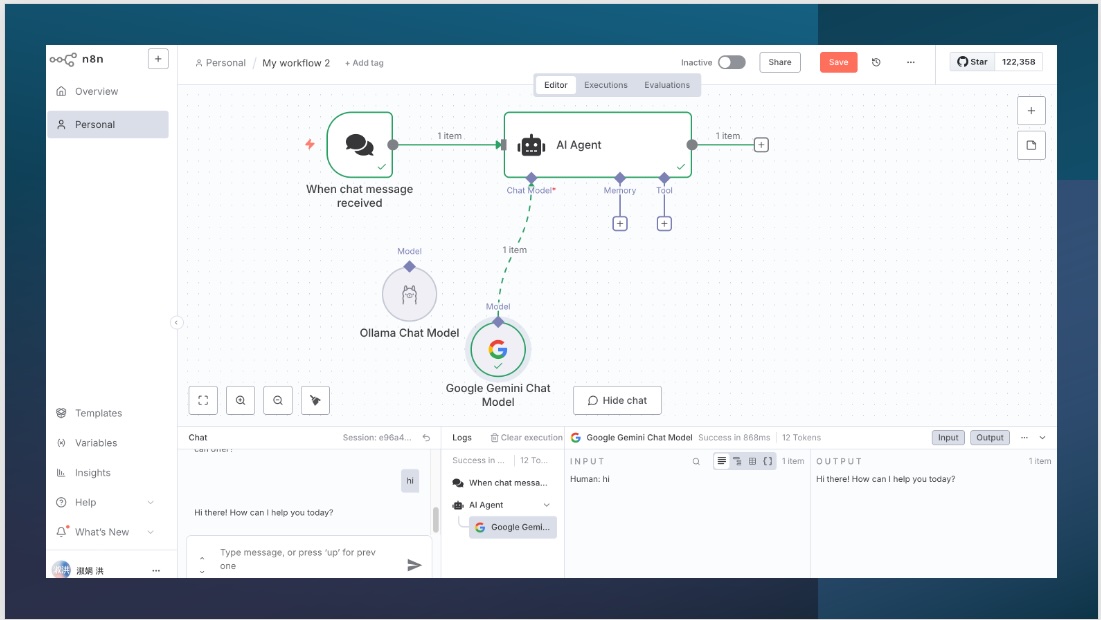 n8n
+
Personal / My workflow 2 + Add tag
Inactive
Share
Save
...
Star 122,358
Editor Executions Evaluations
Overview
Personal
1 item
AI Agent
1 item
When chat message
received
Chat Model*
Memory
Tool
1 item
Model
Ollama Chat Model
Model
Google Gemini Chat
Model
Hide chat
Templates
Variables
Insights
Help
What's New
Chat
Session: e96a4...
can offer?
hi
Hi there! How can I help you today?
Type message, or press 'up' for prev
one
Logs
Clear execution
Success in ... 12 To...
When chat messa...
AI Agent
Google Gemi...
Google Gemini Chat Model Success in 868ms 12 Tokens
Input Output
INPUT
1 item
Human: hi
OUTPUT
1 item
Hi there! How can I help you today?
淑娟 洪